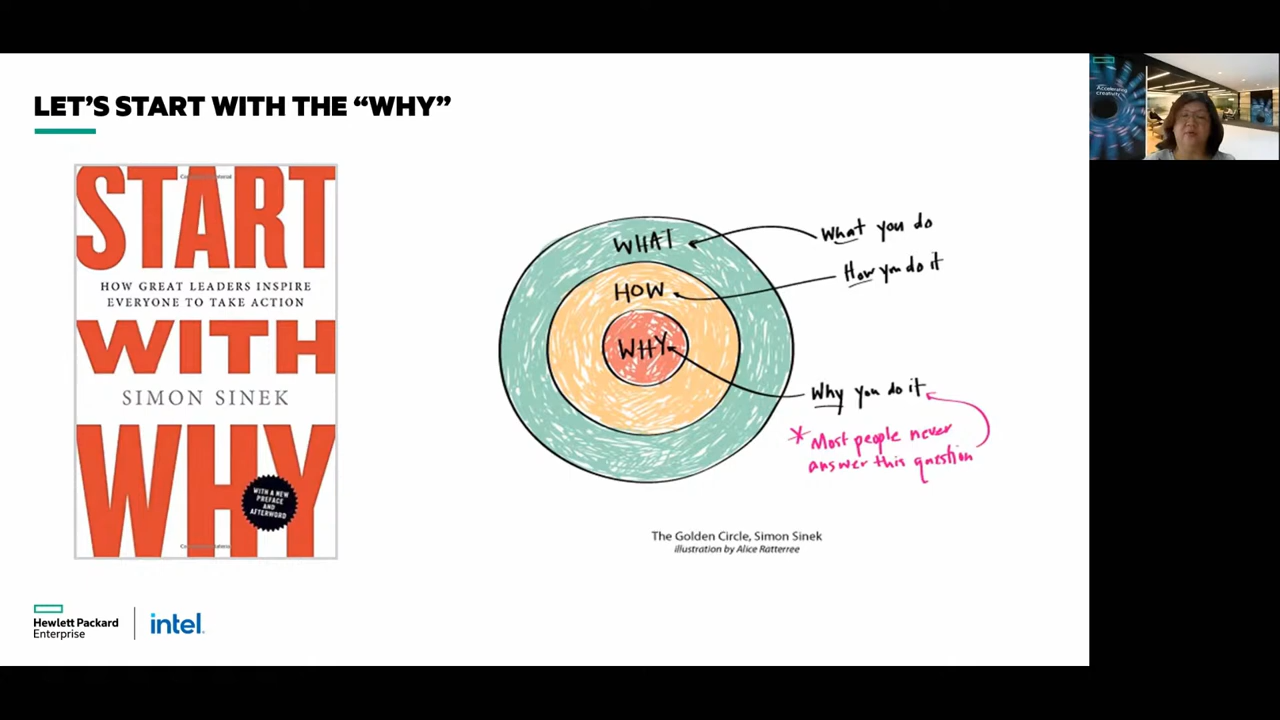 LET'S START WITH THE “WHY”
START
HOW GREAT LEADERS INSPIRE
EVERYONE TO TAKE ACTION
WITH
SIMON SINEK
WHY
WITH A NEW
PREFACE
AND
AFTERWORD
WHAT
HOW
WHY
What you do
How you do it
Why you do it
* Most people never
answer this question
The Golden Circle, Simon Sinek
illustration by Alice Ratterree
Hewlett Packard
Enterprise
intel.
Accelerating
creativity